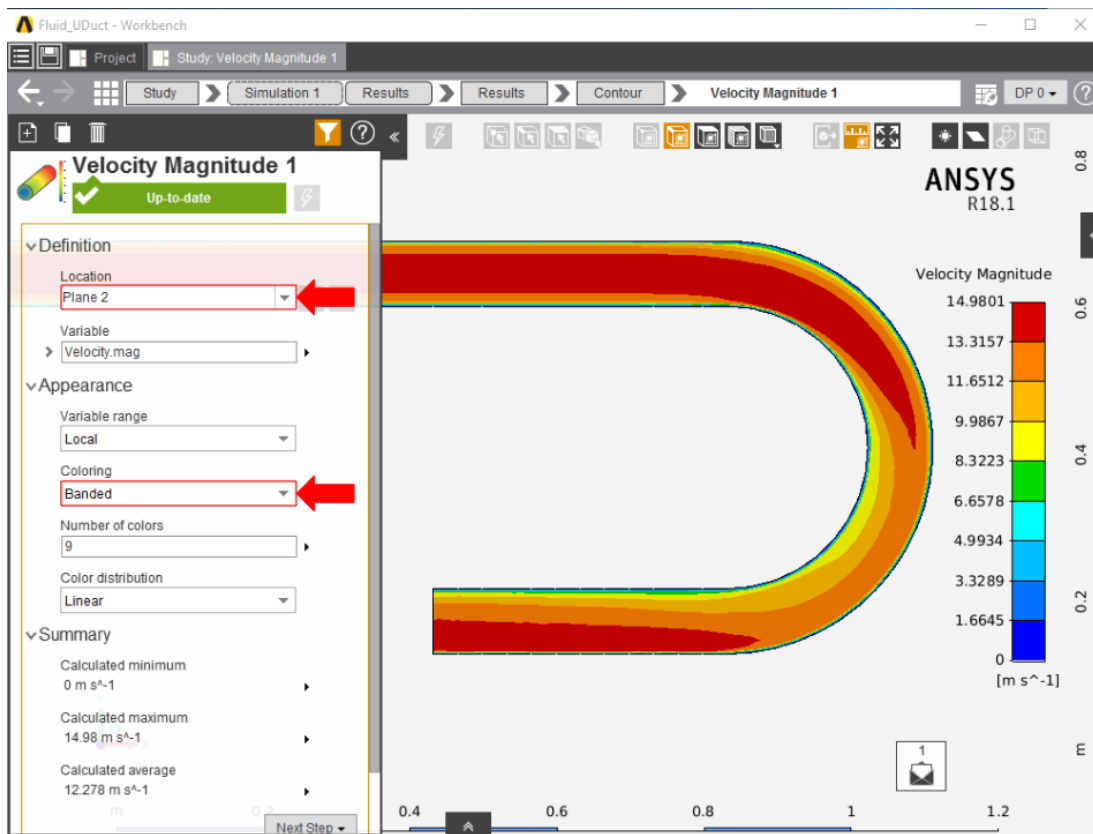 Fluid_UDuct - Workbench
Project
Study: Velocity Magnitude 1
Study
Simulation 1
Results
Results
Contour
Velocity Magnitude 1
DP 0
Velocity Magnitude 1
Up-to-date
Definition
Location
Plane 2
Variable
Velocity.mag
Appearance
Variable range
Local
Coloring
Banded
Number of colors
9
Color distribution
Linear
Summary
Calculated minimum
0 m s^-1
Calculated maximum
14.98 m s^-1
Calculated average
12.278 m s^-1
Next Step
ANSYS
R18.1
Velocity Magnitude
14.9801
13.3157
11.6512
9.9867
8.3223
6.6578
4.9934
3.3289
1.6645
0
[m s^-1]
0.8
0.6
0.4
0.2
m
1
m
0.2
0.4
0.6
0.8
1
1.2